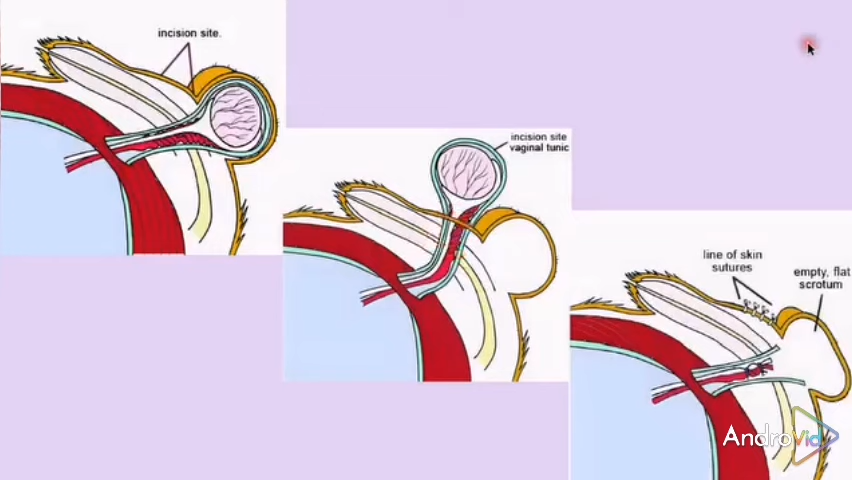 incision site.
incision site
vaginal tunic
line of skin
sutures
empty, flat
scrotum
AndroVid